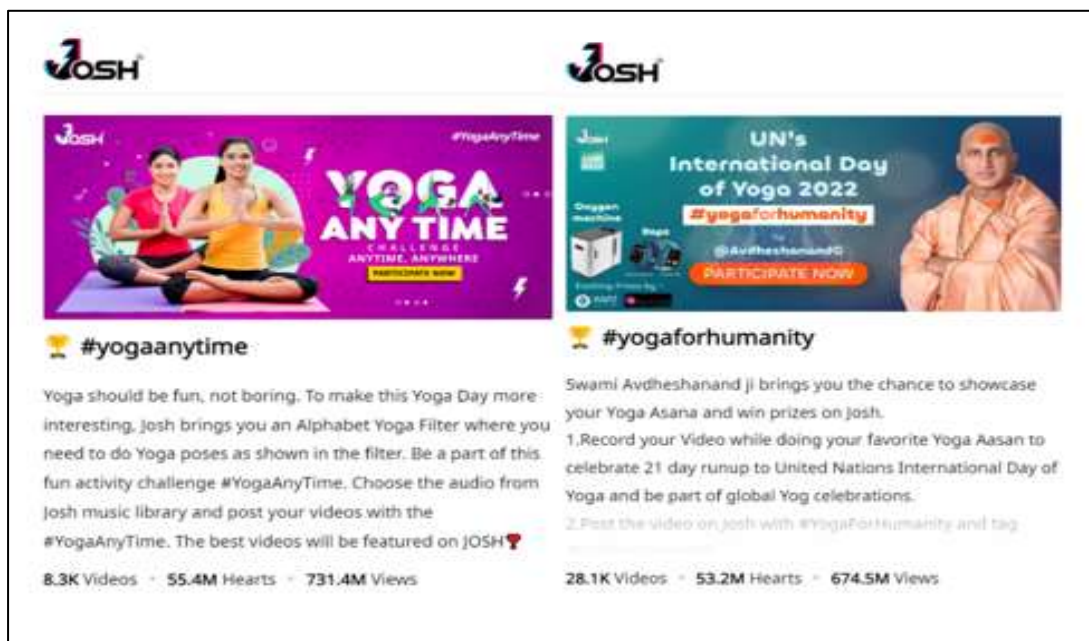 JOSH
JOSH
#YogaAnyTime
YOGA
ANY TIME
CHALLENGE
ANYTIME, ANYWHERE
PARTICIPATE NOW
#yogaanytime
Yoga should be fun, not boring. To make this Yoga Day more
interesting, Josh brings you an Alphabet Yoga Filter where you
need to do Yoga poses as shown in the filter. Be a part of this
fun activity challenge #YogaAnyTime. Choose the audio from
Josh music library and post your videos with the
#YogaAnyTime. The best videos will be featured on JOSH
8.3K Videos • 55.4M Hearts • 731.4M Views
JOSH
JOSH
UN's
International Day
of Yoga 2022
#yogaforhumanity
by
@AvdheshanandG
PARTICIPATE NOW
Oxygen
machine
Bags
Exciting Prizes by -
#yogaforhumanity
Swami Avdheshanand ji brings you the chance to showcase
your Yoga Asana and win prizes on Josh.
1.Record your Video while doing your favorite Yoga Aasan to
celebrate 21 day runup to United Nations International Day of
Yoga and be part of global Yog celebrations.
2.Post the video on Josh with #YogaForHumanity and tag
28.1K Videos • 53.2M Hearts • 674.5M Views